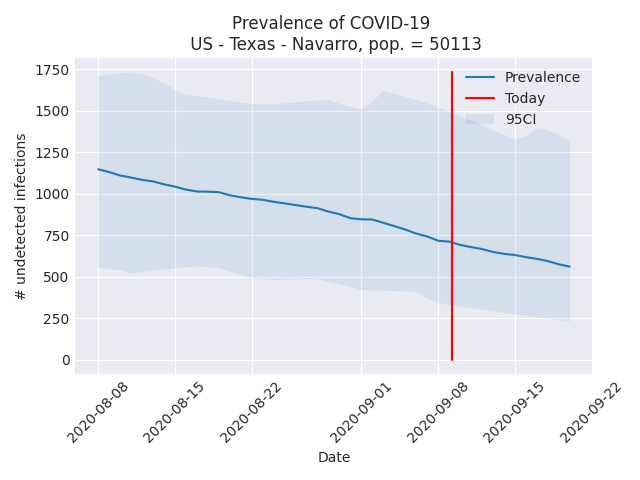 Prevalence of COVID-19
US - Texas - Navarro, pop. = 50113
Prevalence
Today
95CI
1750
1500
1250
1000
750
500
250
0
# undetected infections
2020-08-08
2020-08-15
2020-08-22
2020-09-01
2020-09-08
2020-09-15
2020-09-22
Date